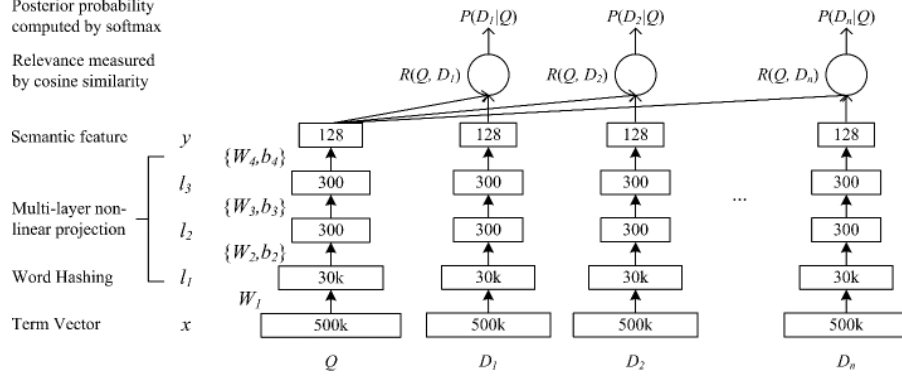 Posterior probability
computed by softmax
P(D₁|Q) P(D₂|Q) P(Dₙ|Q)
Relevance measured
by cosine similarity
R(Q, D₁) R(Q, D₂) R(Q, Dₙ)
Semantic feature y 128 128 128 128
{W₄,b₄}
l₃ 300 300 300 300
Multi-layer non-
linear projection
{W₃,b₃} ...
l₂ 300 300 300 300
{W₂,b₂}
Word Hashing l₁ 30k 30k 30k 30k
W₁
Term Vector x 500k 500k 500k 500k
Q D₁ D₂ Dₙ